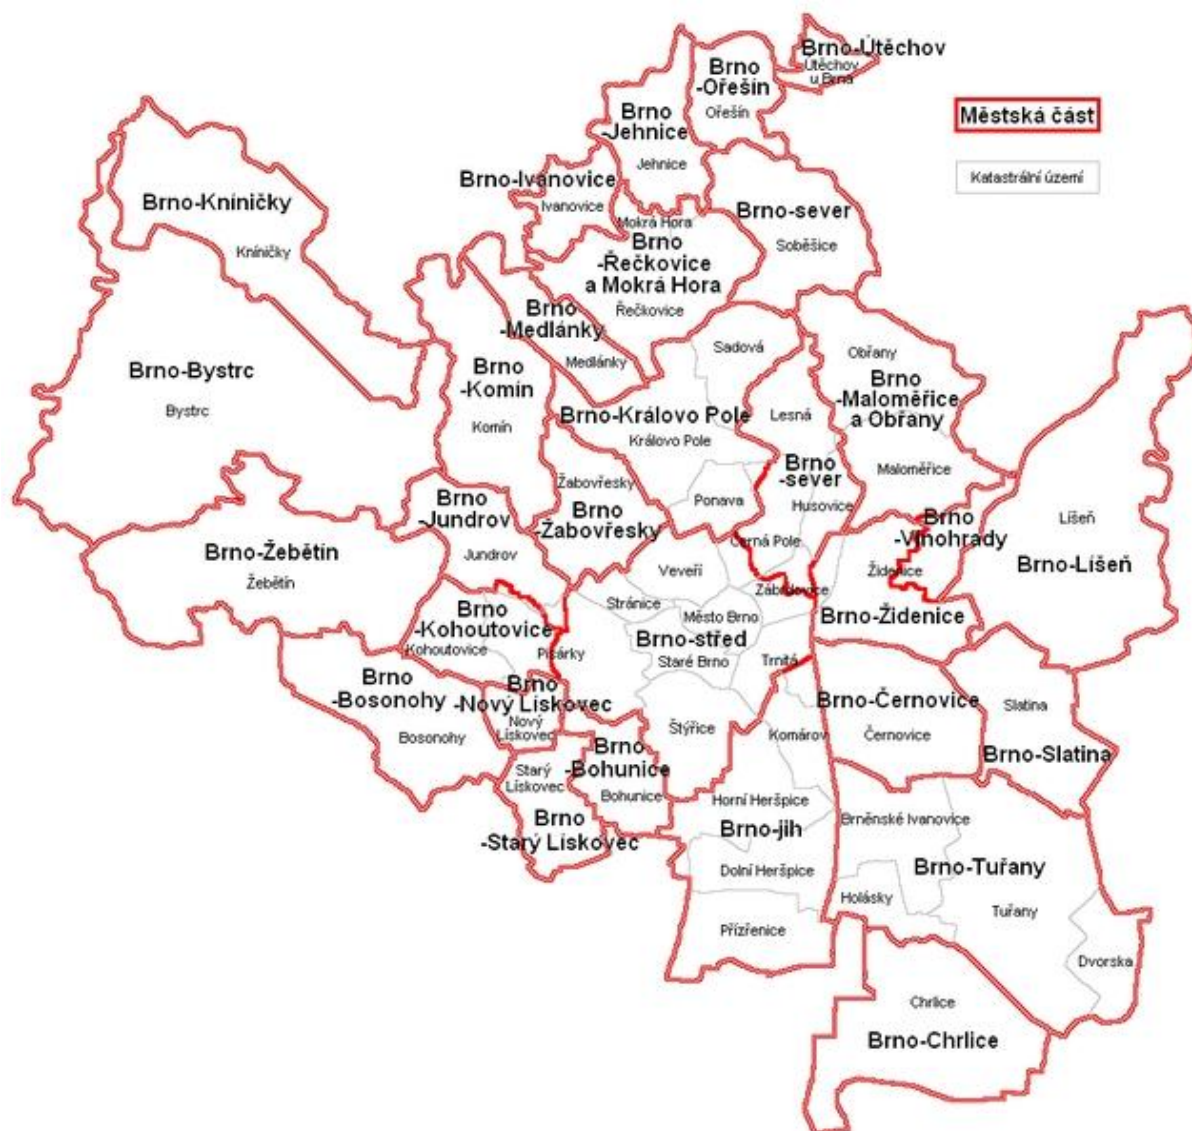 Brno-Útěchov
Útěchov
u Brna
Brno
-Ořešín
Ořešín
Městská část
Brno
-Jehnice
Jehnice
Katastrální území
Brno-Ivanovice
Ivanovice
Brno-Kníničky
Kníničky
Mokrá Hora
Brno
-Řečkovice
a Mokrá Hora
Řečkovice
Brno-sever
Soběšice
Brno
-Medlánky
Medlánky
Sadová
Obřany
Brno
-Maloměřice
a Obřany
Maloměřice
Brno-Bystrc
Bystrc
Brno
-Komín
Komín
Brno-Královo Pole
Královo Pole
Lesná
Brno
-sever
Husovice
Žabovřesky
Brno
-Žabovřesky
Ponava
Černá Pole
Brno
-Jundrov
Jundrov
Brno
-Vinohrady
Židenice
Líšeň
Brno-Líšeň
Brno-Žebětín
Žebětín
Veveří
Zábrdovice
Stránice
Město Brno
Brno-Židenice
Brno
-Kohoutovice
Kohoutovice
Pisárky
Brno-střed
Staré Brno
Trnitá
Brno
-Bosonohy
Bosonohy
Brno
-Nový Lískovec
Nový
Lískovec
Štýřice
Komárov
Brno-Černovice
Černovice
Slatina
Brno-Slatina
Starý
Lískovec
Brno
-Bohunice
Bohunice
Brno
-Starý Lískovec
Horní Heršpice
Brno-jih
Dolní Heršpice
Brněnské Ivanovice
Brno-Tuřany
Holásky
Tuřany
Přízřenice
Dvorska
Chrlice
Brno-Chrlice